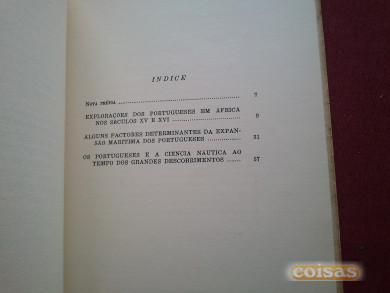 ÍNDICE
NOTA PRÉVIA 7
EXPLORAÇÕES DOS PORTUGUESES EM ÁFRICA
NOS SÉCULOS XV E XVI 9
ALGUNS FACTORES DETERMINANTES DA EXPAN-
SÃO MARÍTIMA DOS PORTUGUESES 31
OS PORTUGUESES E A CIÊNCIA NÁUTICA AO
TEMPO DOS GRANDES DESCOBRIMENTOS 57
coisas